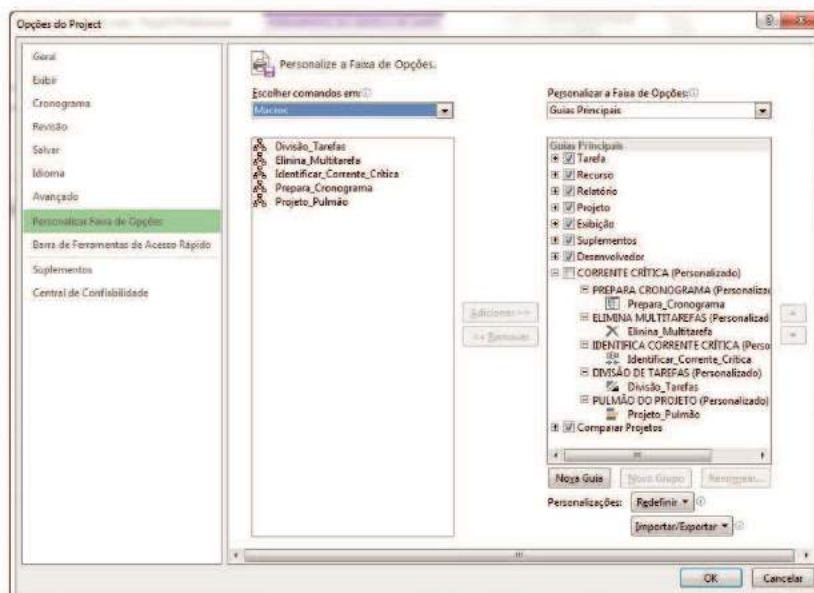 Opções do Project
Geral
Exibir
Cronograma
Revisão
Salvar
Idioma
Avançado
Personalizar Faixa de Opções
Barra de Ferramentas de Acesso Rápido
Suplementos
Central de Confiabilidade
Personalize a Faixa de Opções.
Escolher comandos em:
Macros
Divisão_Tarefas
Elimina_Multitarefa
Identificar_Corrente_Crítica
Prepara_Cronograma
Projeto_Pulmão
Adicionar >>
<< Remover
Personalizar a Faixa de Opções:
Guias Principais
Guias Principais
Tarefa
Recurso
Relatório
Projeto
Exibição
Suplementos
Desenvolvedor
CORRENTE CRÍTICA (Personalizado)
PREPARA CRONOGRAMA (Personaliza
Prepara_Cronograma
ELIMINA MULTITAREFAS (Personalizad
Elimina_Multitarefa
IDENTIFICA CORRENTE CRÍTICA (Perso
Identificar_Corrente_Crítica
DIVISÃO DE TAREFAS (Personalizado)
Divisão_Tarefas
PULMÃO DO PROJETO (Personalizado)
Projeto_Pulmão
Comparar Projetos
Nova Guia
Novo Grupo
Renomear...
Personalizações:
Redefinir
Importar/Exportar
OK
Cancelar